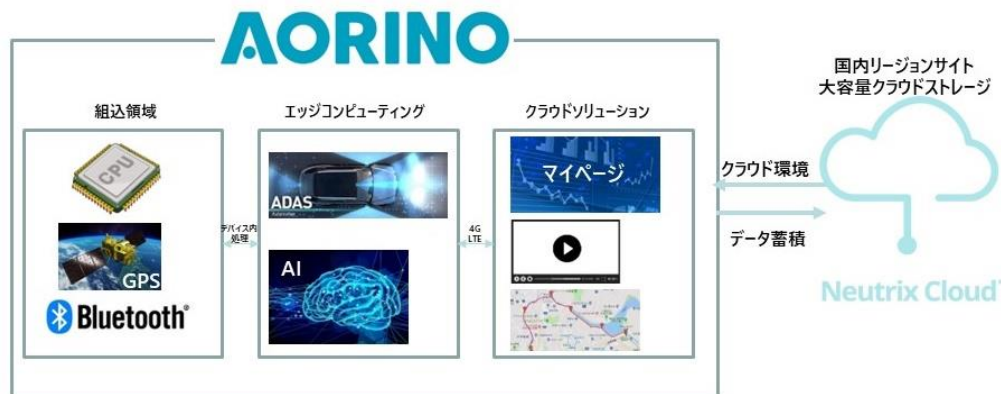 AORINO
国内リージョンサイト
大容量クラウドストレージ
組込領域
エッジコンピューティング
クラウドソリューション
CPU
ADAS
マイページ
クラウド環境
デバイス内
処理
4G
LTE
GPS
AI
データ蓄積
Bluetooth®
Neutrix Cloud